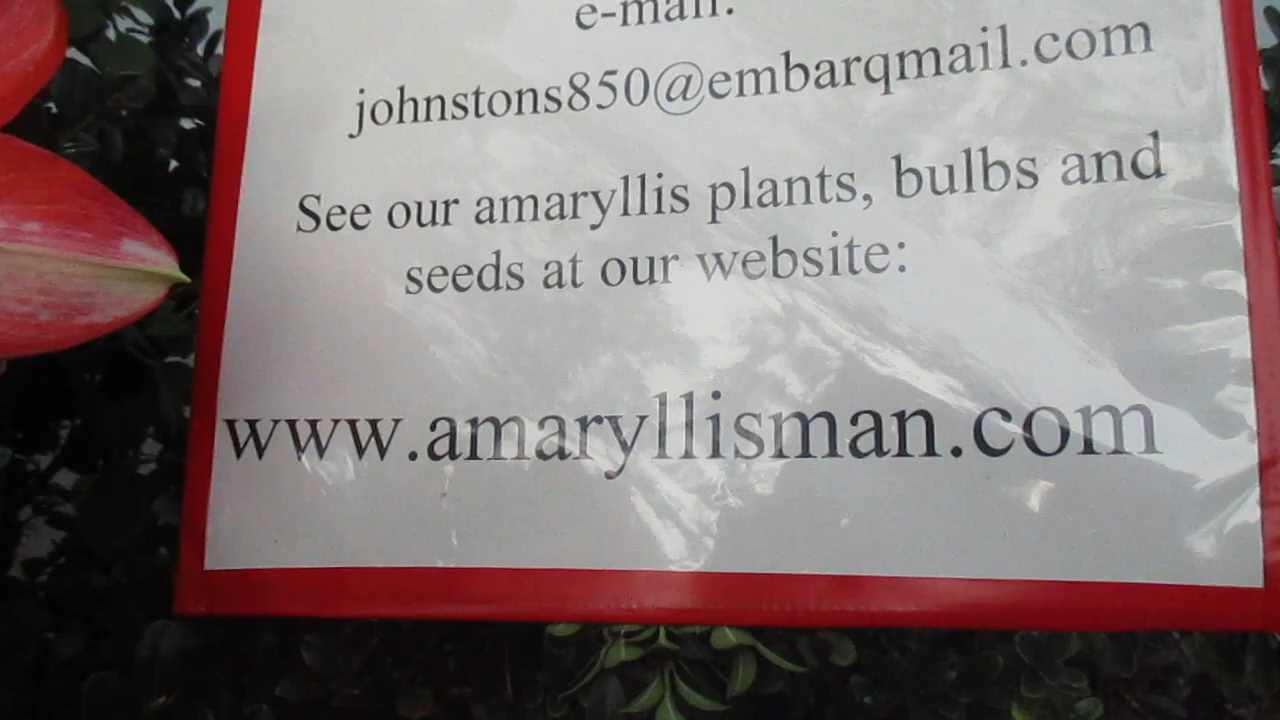 e-mail:
johnstons850@embarqmail.com
See our amaryllis plants, bulbs and
seeds at our website:
www.amaryllisman.com